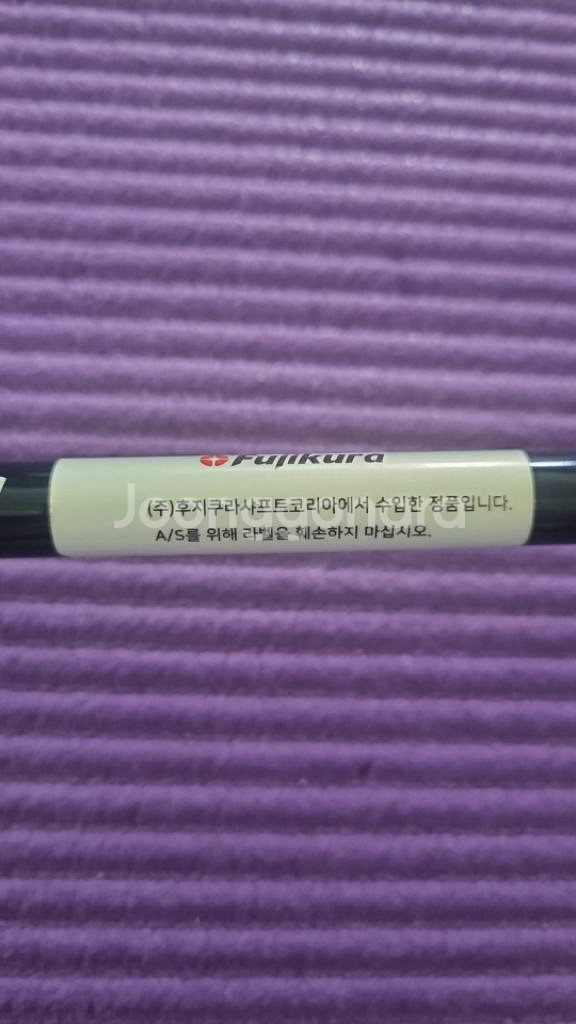 Fujikura
(주)후지쿠라샤프트코리아에서 수입한 정품입니다.
A/S를 위해 라벨을 훼손하지 마십시오.
Joonggonara